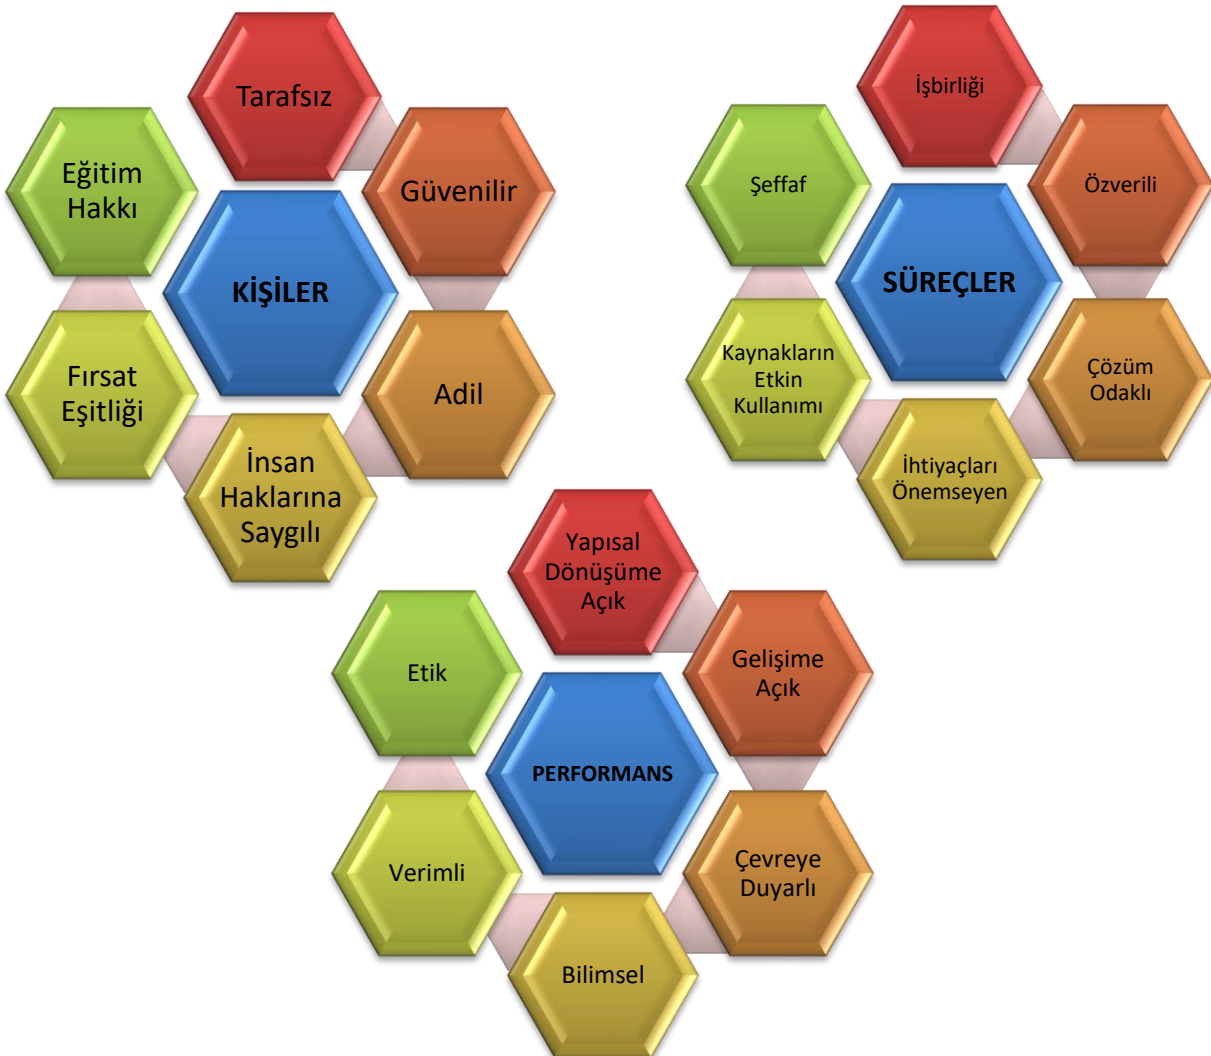 Tarafsız
Güvenilir
Adil
İnsan
Haklarına
Saygılı
Fırsat
Eşitliği
Eğitim
Hakkı
KİŞİLER
İşbirliği
Özverili
Çözüm
Odaklı
İhtiyaçları
Önemseyen
Kaynakların
Etkin
Kullanımı
Şeffaf
SÜREÇLER
Yapısal
Dönüşüme
Açık
Gelişime
Açık
Çevreye
Duyarlı
Bilimsel
Verimli
Etik
PERFORMANS